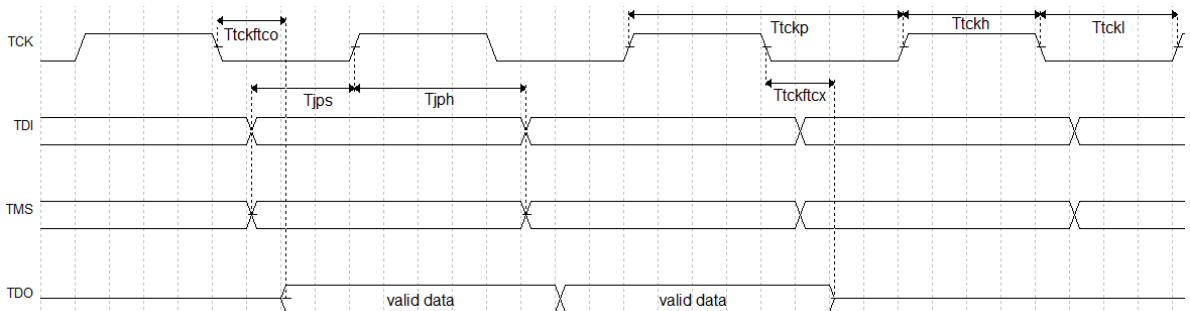 TCK
Ttckftco
Ttckp
Ttckh
Ttckl
Tjps
Tjph
Ttckftcx
TDI
TMS
TDO
valid data
valid data